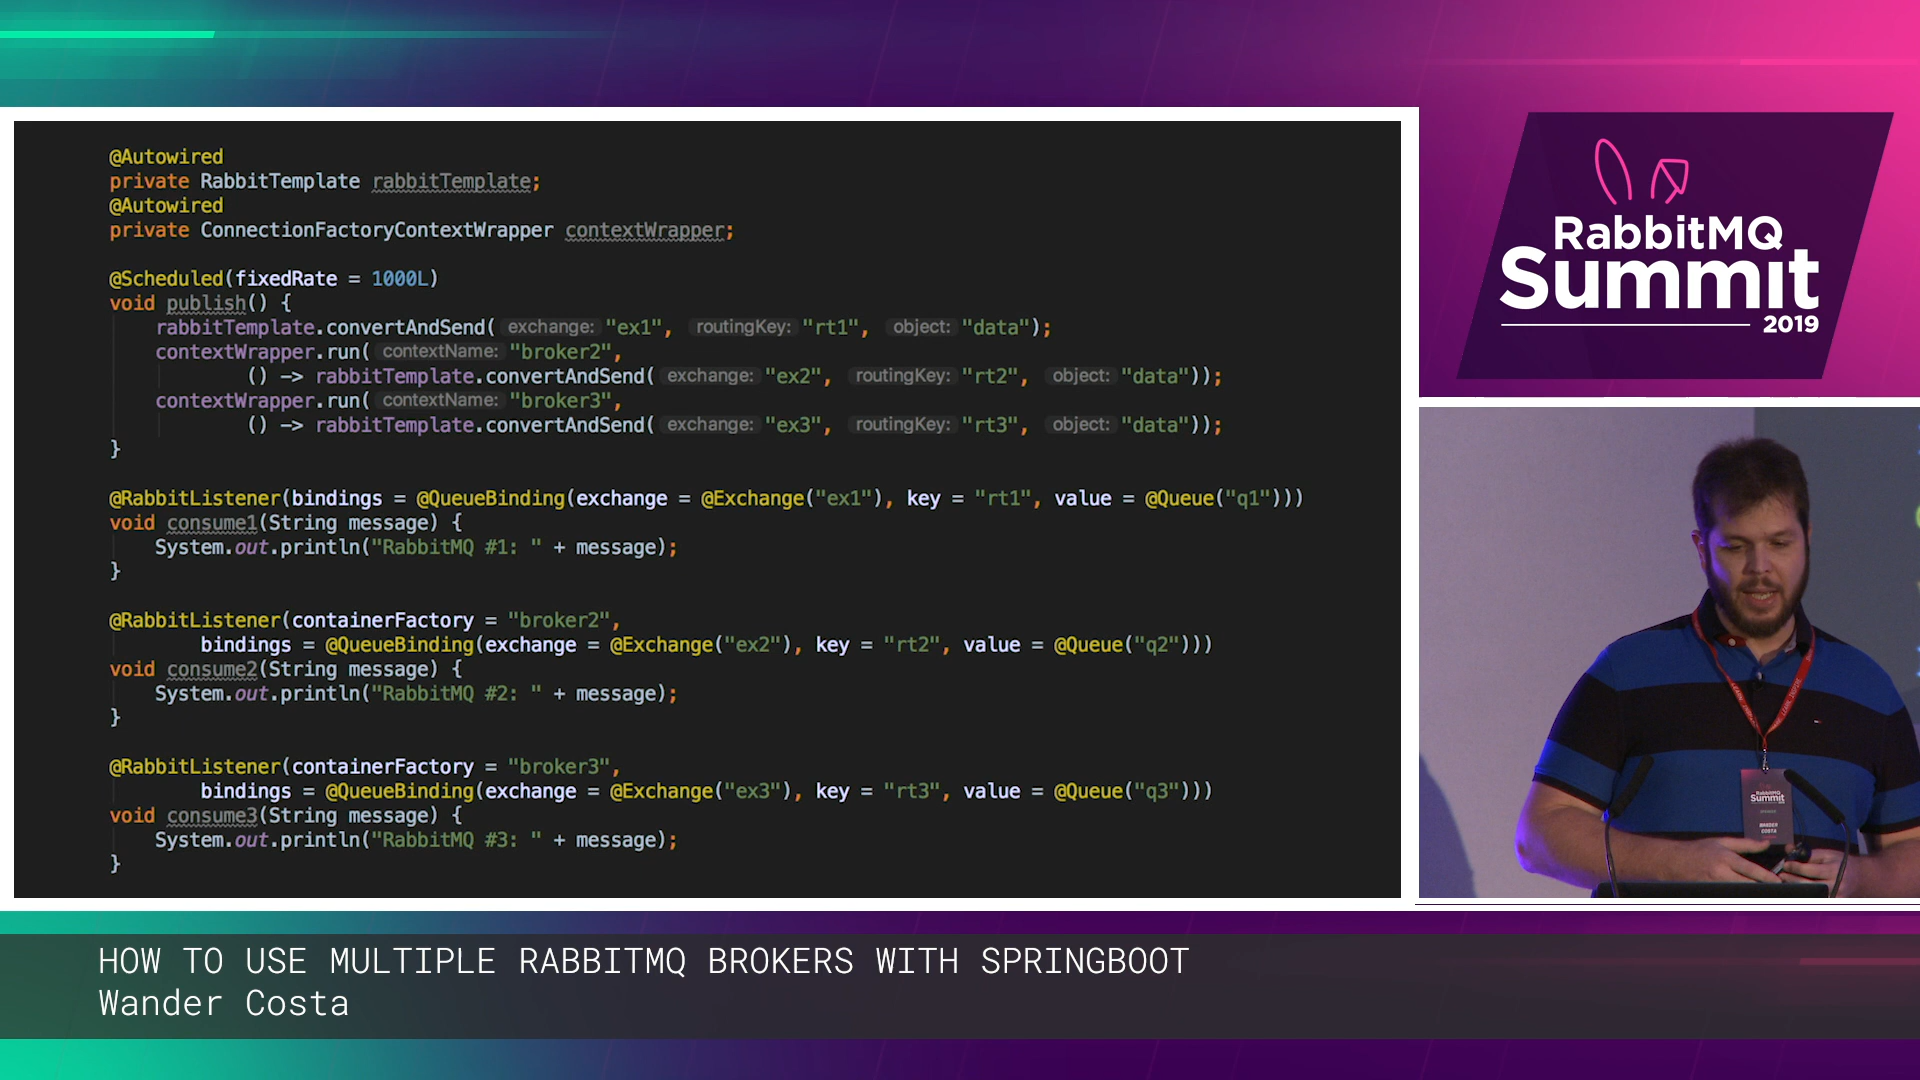 @Autowired
private RabbitTemplate rabbitTemplate;
@Autowired
private ConnectionFactoryContextWrapper contextWrapper;
@Scheduled(fixedRate = 1000L)
void publish() {
rabbitTemplate.convertAndSend( exchange: "ex1", routingKey: "rt1", object: "data");
contextWrapper.run( contextName: "broker2",
() -> rabbitTemplate.convertAndSend( exchange: "ex2", routingKey: "rt2", object: "data"));
contextWrapper.run( contextName: "broker3",
() -> rabbitTemplate.convertAndSend( exchange: "ex3", routingKey: "rt3", object: "data"));
}
@RabbitListener(bindings = @QueueBinding(exchange = @Exchange("ex1"), key = "rt1", value = @Queue("q1")))
void consume1(String message) {
System.out.println("RabbitMQ #1: " + message);
}
@RabbitListener(containerFactory = "broker2",
bindings = @QueueBinding(exchange = @Exchange("ex2"), key = "rt2", value = @Queue("q2")))
void consume2(String message) {
System.out.println("RabbitMQ #2: " + message);
}
@RabbitListener(containerFactory = "broker3",
bindings = @QueueBinding(exchange = @Exchange("ex3"), key = "rt3", value = @Queue("q3")))
void consume3(String message) {
System.out.println("RabbitMQ #3: " + message);
}
RabbitMQ
Summit
2019
RabbitMQ
Summit
WANDER
COSTA
HOW TO USE MULTIPLE RABBITMQ BROKERS WITH SPRINGBOOT
Wander Costa